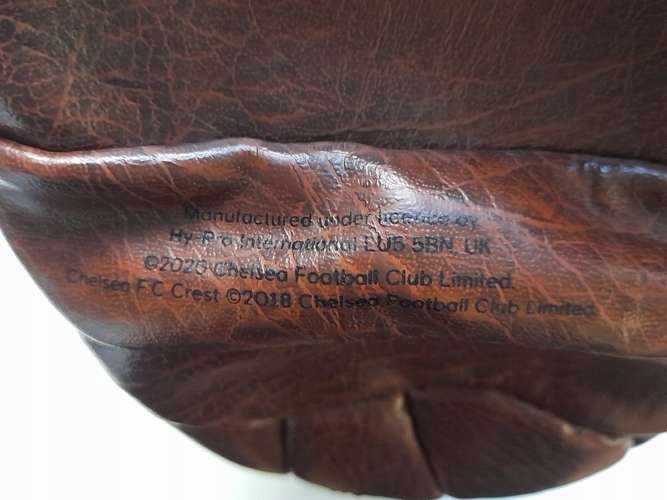 Manufactured under licence by
Hy-Pro International LU5 5BN, UK
©2020 Chelsea Football Club Limited.
Chelsea F.C Crest ©2018 Chelsea Football Club Limited.